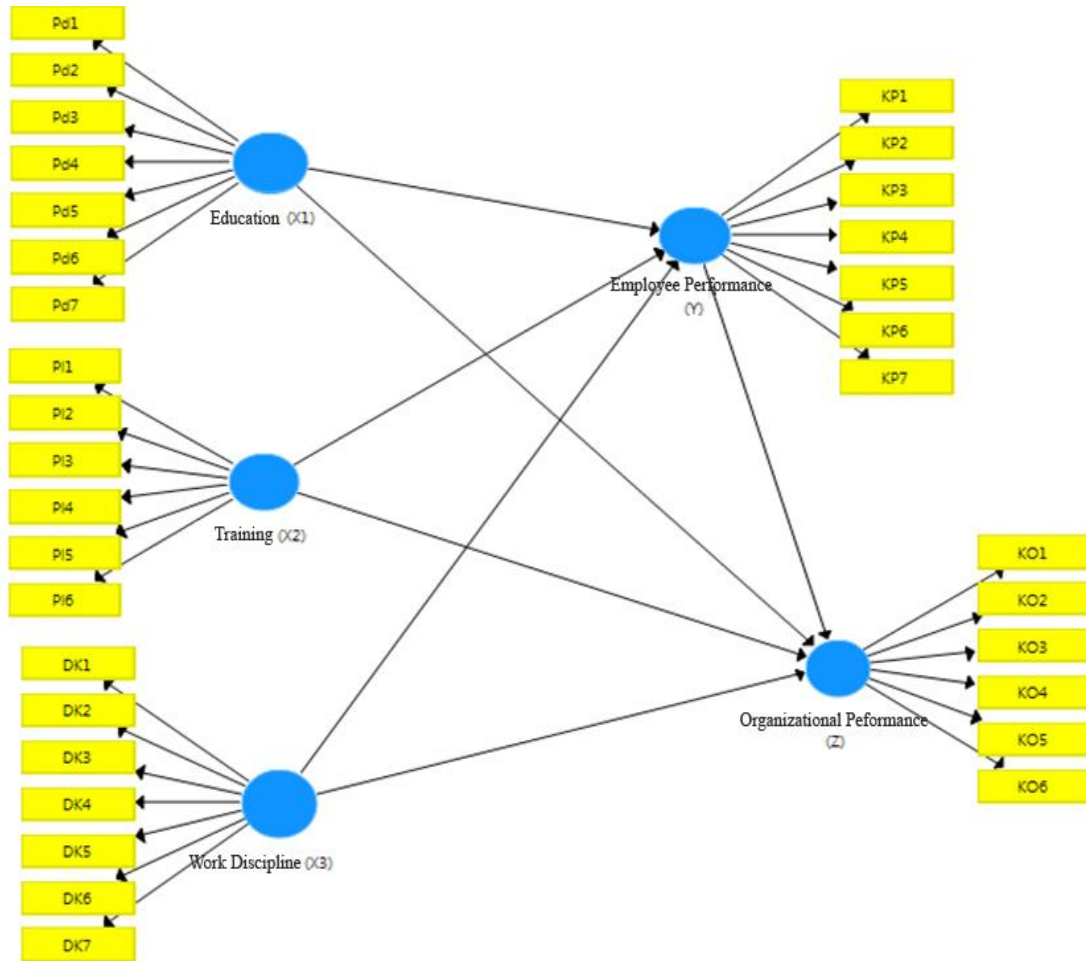 Pd1
Pd2
Pd3
Pd4
Pd5
Pd6
Pd7
Education (X1)
KP1
KP2
KP3
KP4
KP5
KP6
KP7
Employee Performance
(Y)
Pl1
Pl2
Pl3
Pl4
Pl5
Pl6
Training (X2)
KO1
KO2
KO3
KO4
KO5
KO6
Organizational Peformance
(Z)
DK1
DK2
DK3
DK4
DK5
DK6
DK7
Work Discipline (X3)